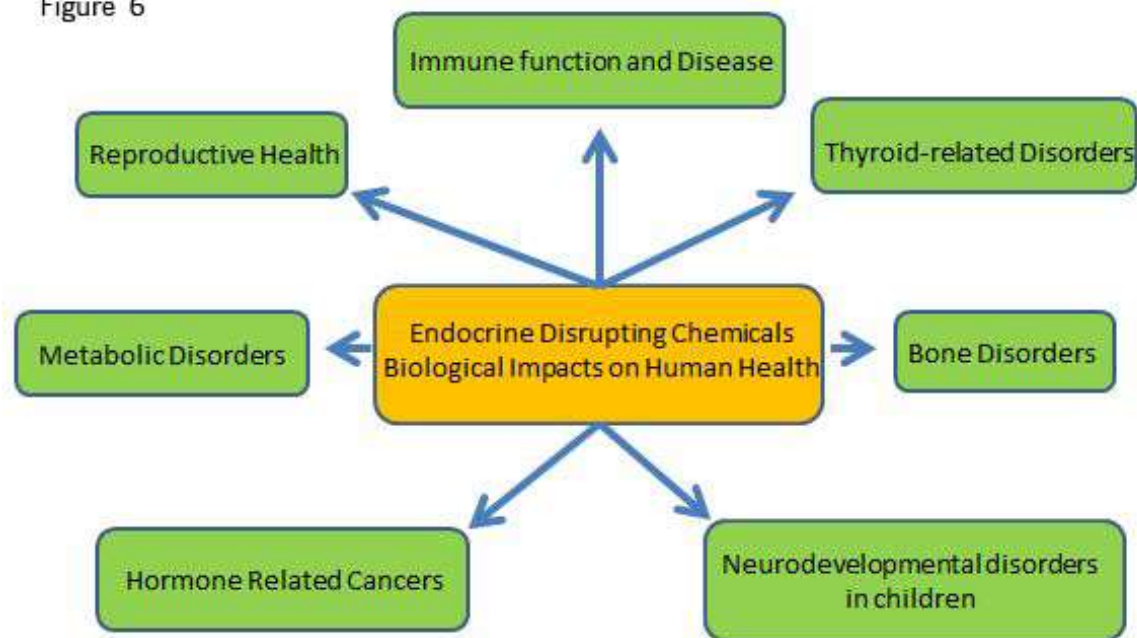 Figure 6
Immune function and Disease
Reproductive Health
Thyroid-related Disorders
Endocrine Disrupting Chemicals
Biological Impacts on Human Health
Metabolic Disorders
Bone Disorders
Hormone Related Cancers
Neurodevelopmental disorders
in children